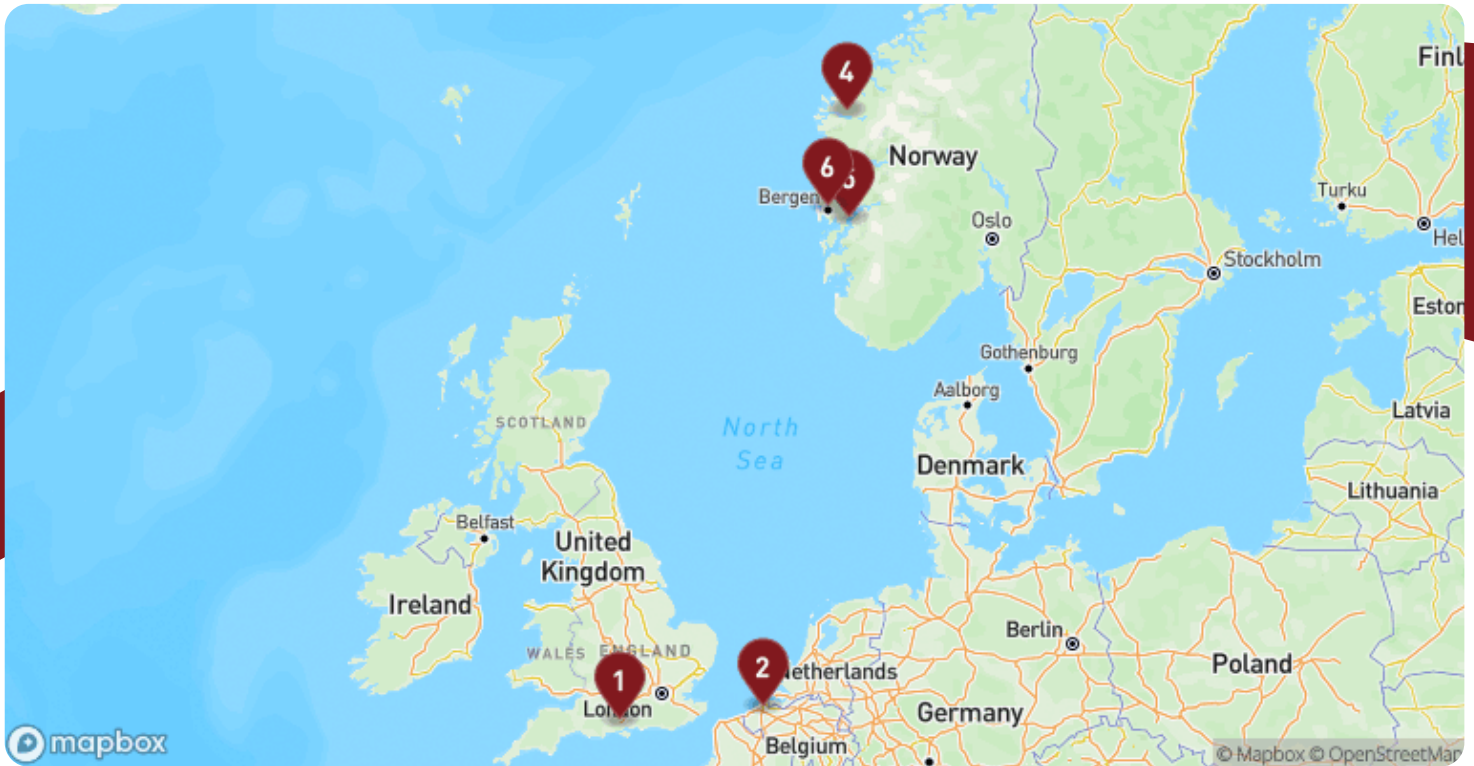 Finl
4
Norway
6
5
Bergen
Turku
Oslo
Hel
Stockholm
Eston
Gothenburg
Aalborg
Latvia
SCOTLAND
North
Sea
Denmark
Lithuania
Belfast
United
Kingdom
Ireland
Berlin
WALES
ENGLAND
Poland
1
2
Netherlands
London
Germany
Belgium
mapbox
© Mapbox © OpenStreetMap